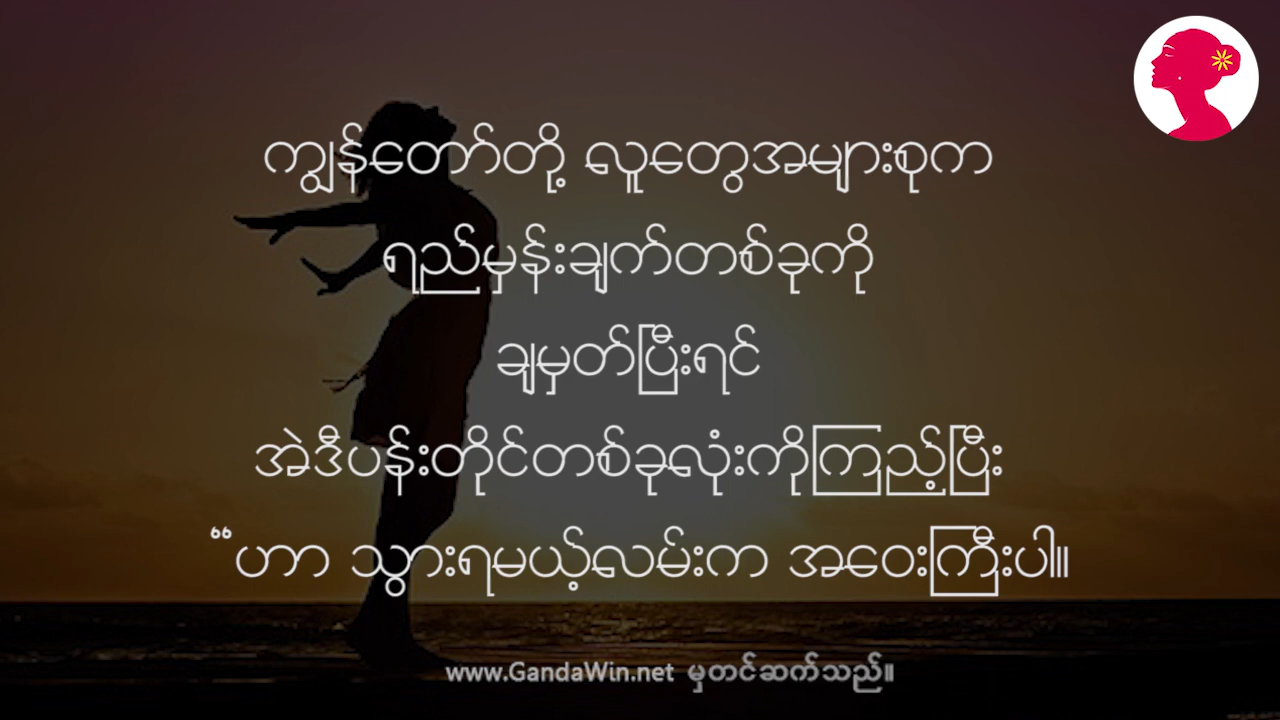 ကျွန်တော်တို့ လူတွေအများစုက
ရည်မှန်းချက်တစ်ခုကို
ချမှတ်ပြီးရင်
အဲဒီပန်းတိုင်တစ်ခုလုံးကိုကြည့်ပြီး
“ဟာ သွားရမယ့်လမ်းက အဝေးကြီးပါ။
www.GandaWin.net မှတင်ဆက်သည်။